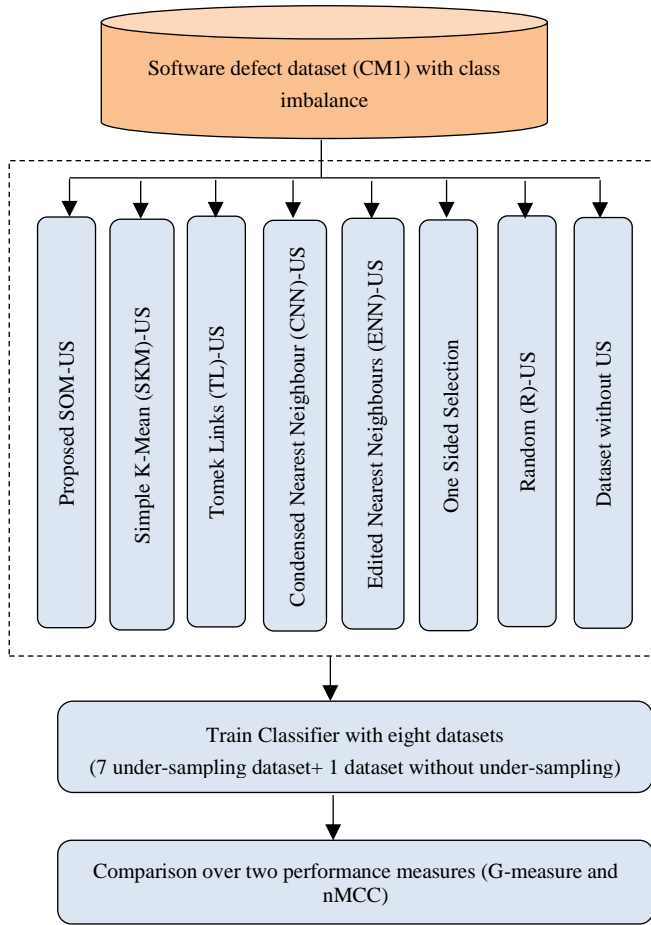 Software defect dataset (CM1) with class
imbalance
Proposed SOM-US
Simple K-Mean (SKM)-US
Tomek Links (TL)-US
Condensed Nearest Neighbour (CNN)-US
Edited Nearest Neighbours (ENN)-US
One Sided Selection
Random (R)-US
Dataset without US
Train Classifier with eight datasets
(7 under-sampling dataset+ 1 dataset without under-sampling)
Comparison over two performance measures (G-measure and
nMCC)